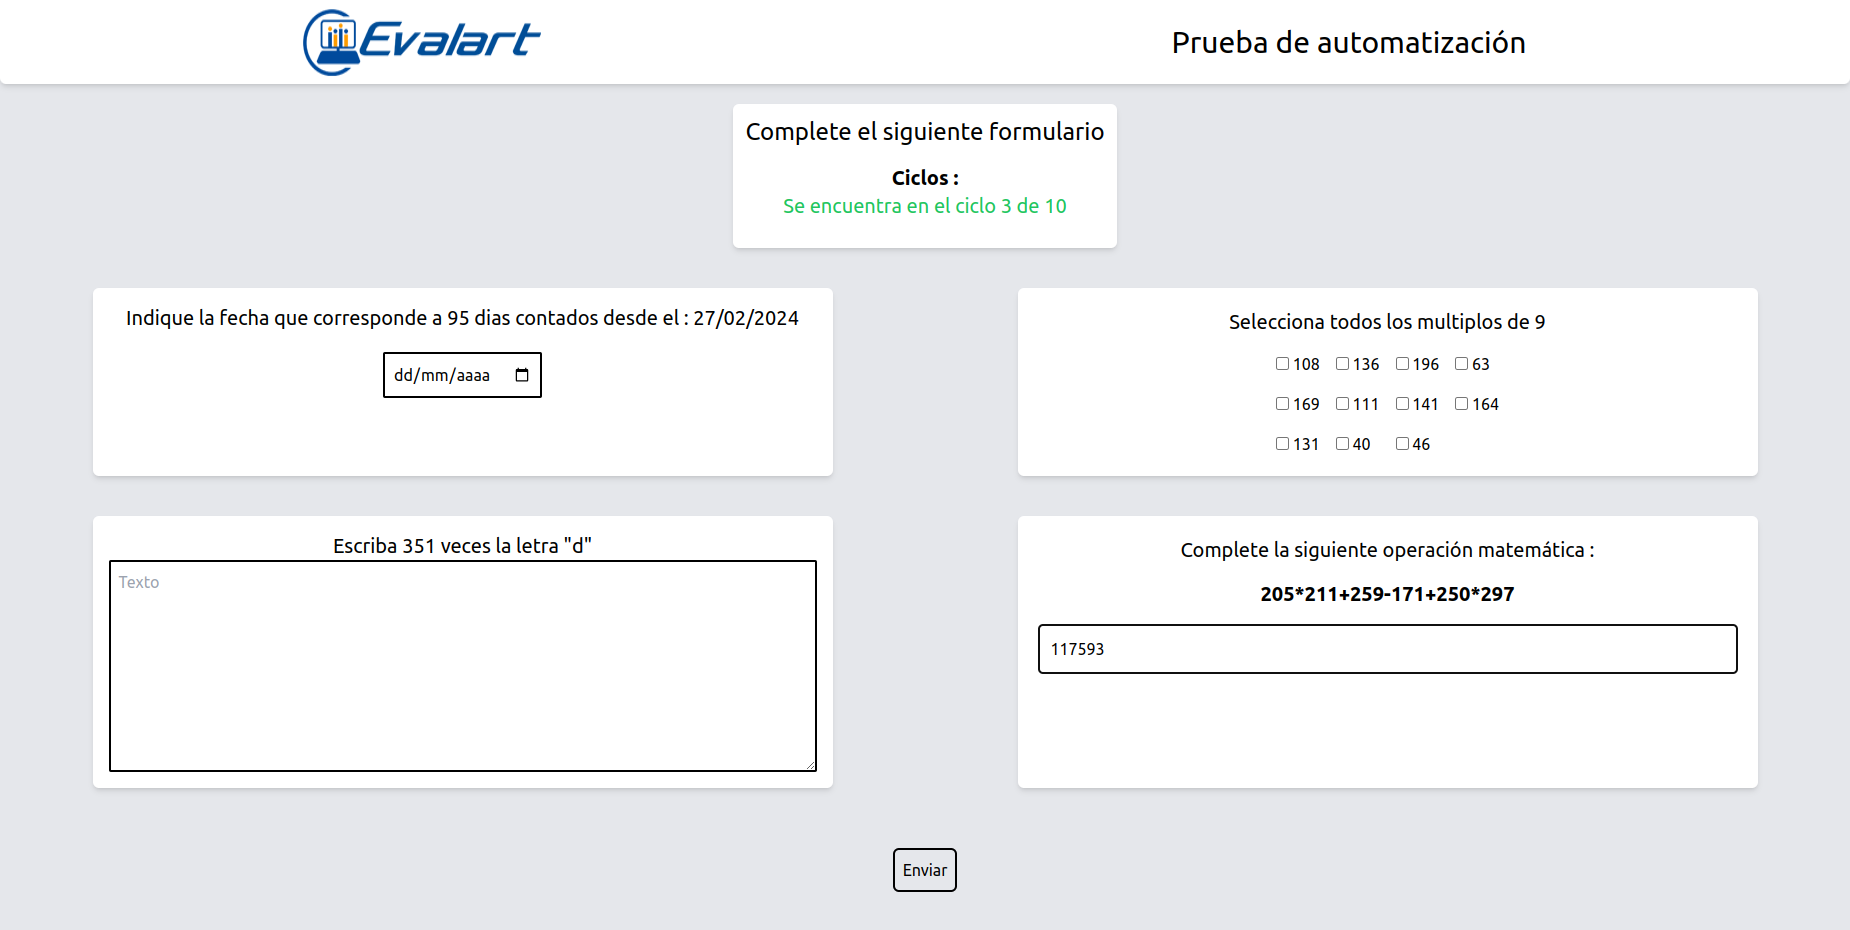 Evalart
Prueba de automatización
Complete el siguiente formulario
Ciclos :
Se encuentra en el ciclo 3 de 10
Indique la fecha que corresponde a 95 dias contados desde el : 27/02/2024
dd/mm/aaaa
Selecciona todos los multiplos de 9
108 136 196 63
169 111 141 164
131 40 46
Escriba 351 veces la letra "d"
Texto
Complete la siguiente operación matemática :
205*211+259-171+250*297
117593
Enviar